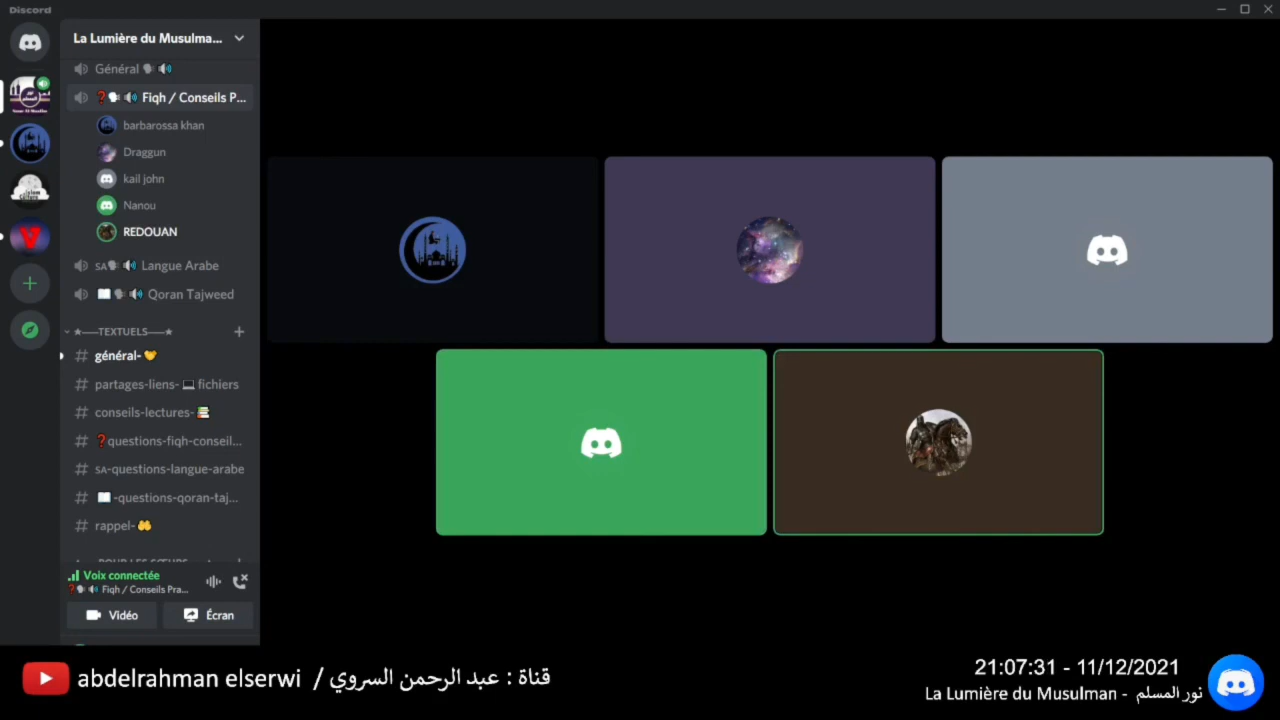 Discord
La Lumière du Musulma...
Général
Fiqh / Conseils P...
barbarossa khan
Draggun
kail john
Nanou
REDOUAN
SA Langue Arabe
Qoran Tajweed
★——TEXTUELS——★
général-
partages-liens-💻fichiers
conseils-lectures-📚
❓questions-fiqh-conseil...
SA-questions-langue-arabe
📖-questions-qoran-taj...
rappel-🤲
Voix connectée
Fiqh / Conseils Pra...
Vidéo
Écran
abdelrahman elserwi / قناة : عبد الرحمن السروي
21:07:31 - 11/12/2021
La Lumière du Musulman - نور المسلم